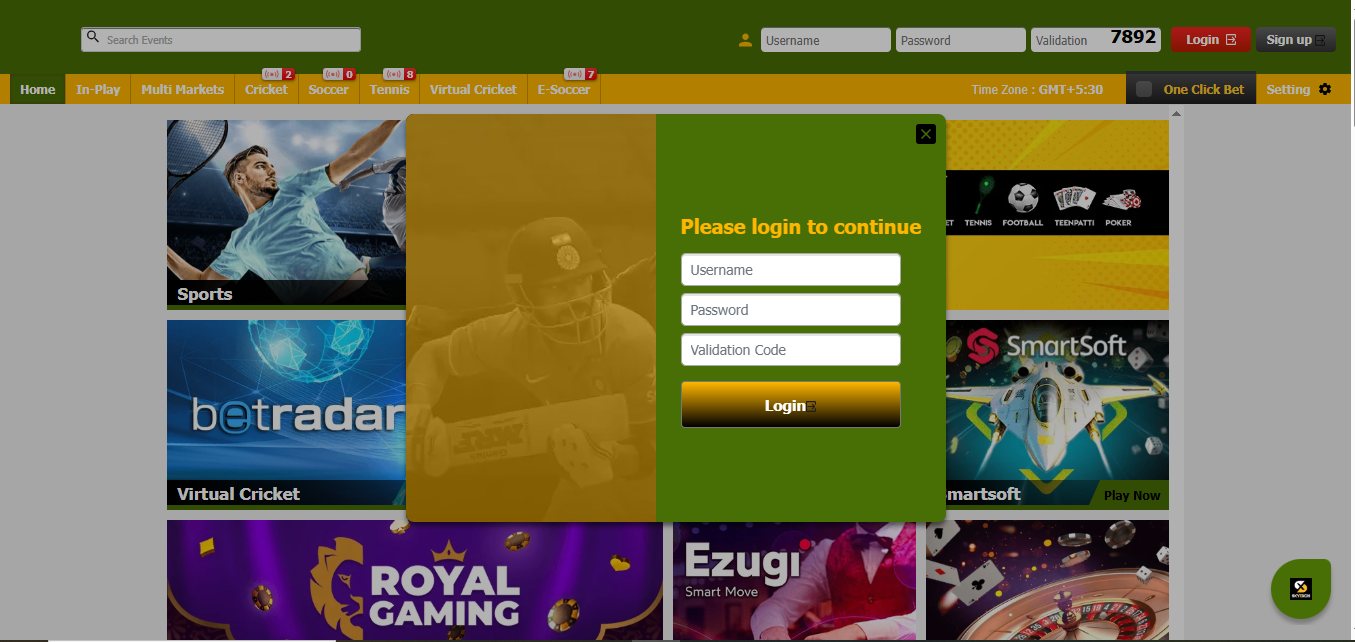 Search Events
Username
Password
Validation 7892
Login
Sign up
Home
In-Play
Multi Markets
Cricket 2
Soccer 0
Tennis 8
Virtual Cricket
E-Soccer 7
Time Zone : GMT+5:30
One Click Bet
Setting
Please login to continue
Username
Password
Validation Code
Login
Sports
TENNIS FOOTBALL TEENPATTI POKER
betradar
Virtual Cricket
SmartSoft
martsoft
Play Now
ROYAL
GAMING
Ezugi
Smart Move